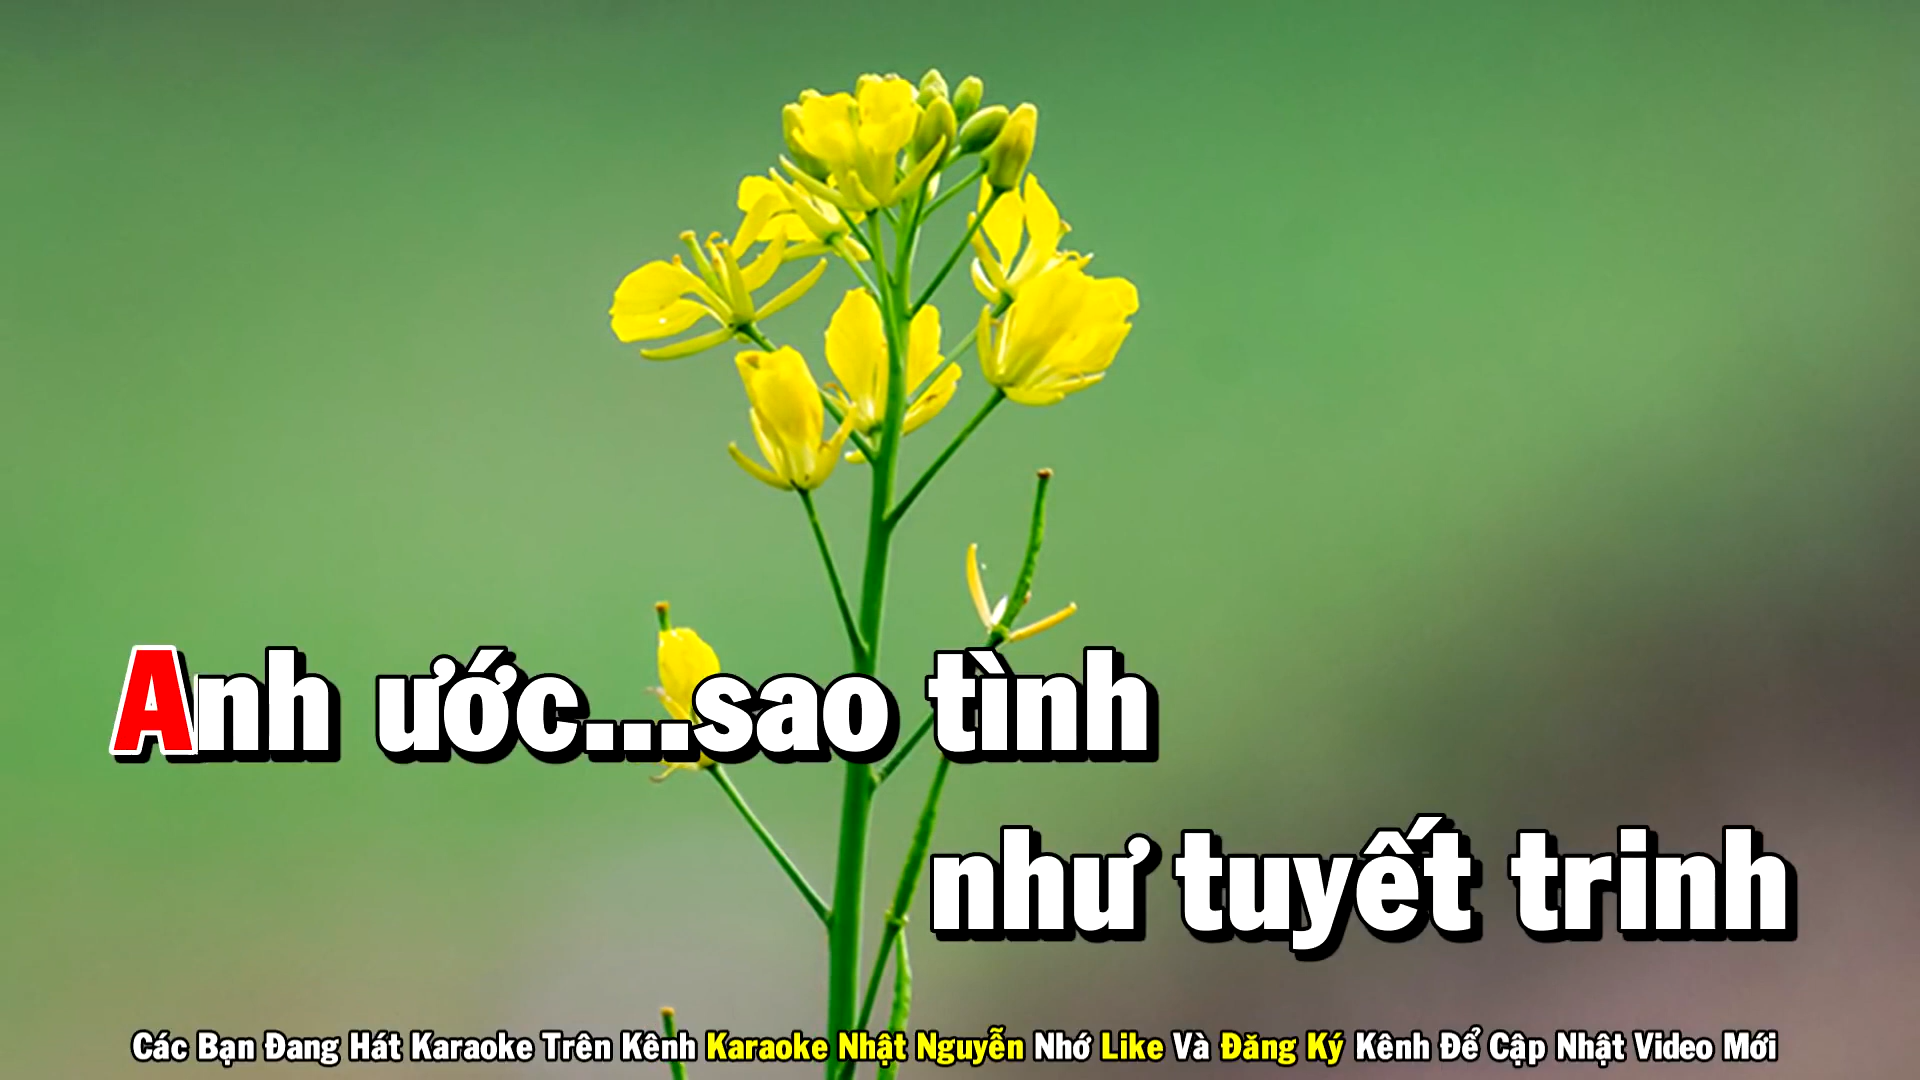 Anh ước...sao tình
như tuyết trinh
Các Bạn Đang Hát Karaoke Trên Kênh Karaoke Nhật Nguyễn Nhớ Like Và Đăng Ký Kênh Để Cập Nhật Video Mới